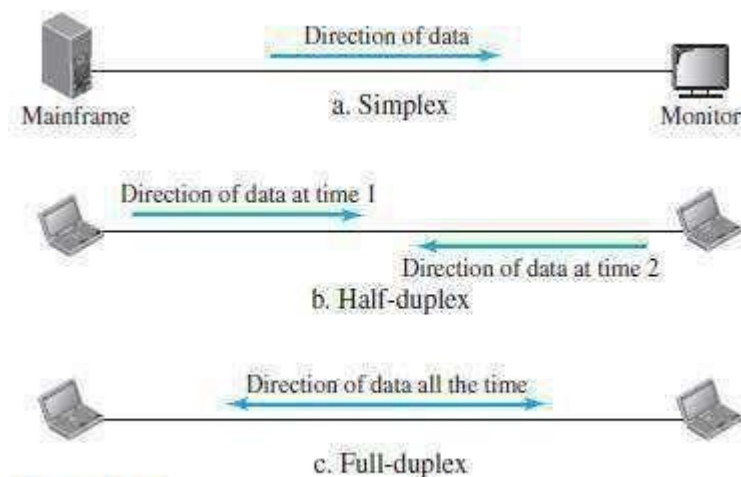 Direction of data
Mainframe
a. Simplex
Monitor
Direction of data at time 1
Direction of data at time 2
b. Half-duplex
Direction of data all the time
c. Full-duplex